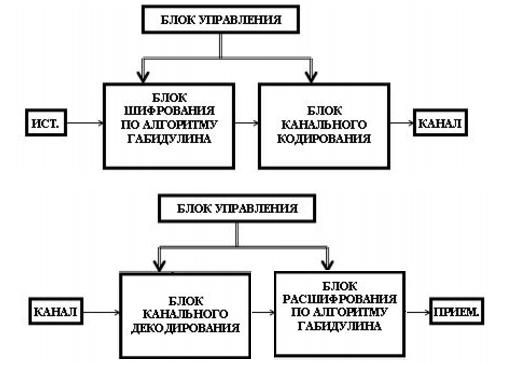 БЛОК УПРАВЛЕНИЯ
ИСТ.
БЛОК
ШИФРОВАНИЯ
ПО АЛГОРИТМУ
ГАБИДУЛИНА
БЛОК
КАНАЛЬНОГО
КОДИРОВАНИЯ
КАНАЛ
БЛОК УПРАВЛЕНИЯ
КАНАЛ
БЛОК
КАНАЛЬНОГО
ДЕКОДИРОВАНИЯ
БЛОК
РАСШИФРОВАНИЯ
ПО АЛГОРИТМУ
ГАБИДУЛИНА
ПРИЕМ.